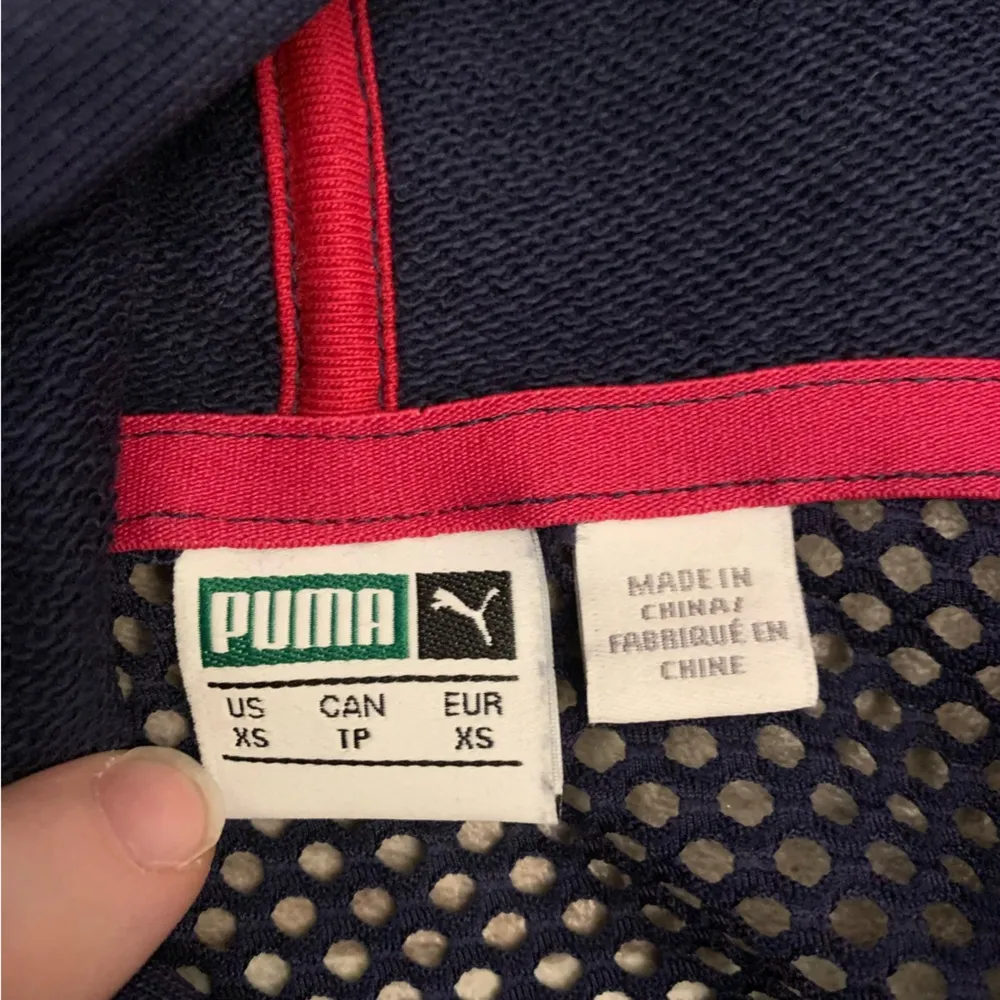 PUMA
US CAN EUR
XS TP XS
MADE IN
CHINA/
FABRIQUÉ EN
CHINE